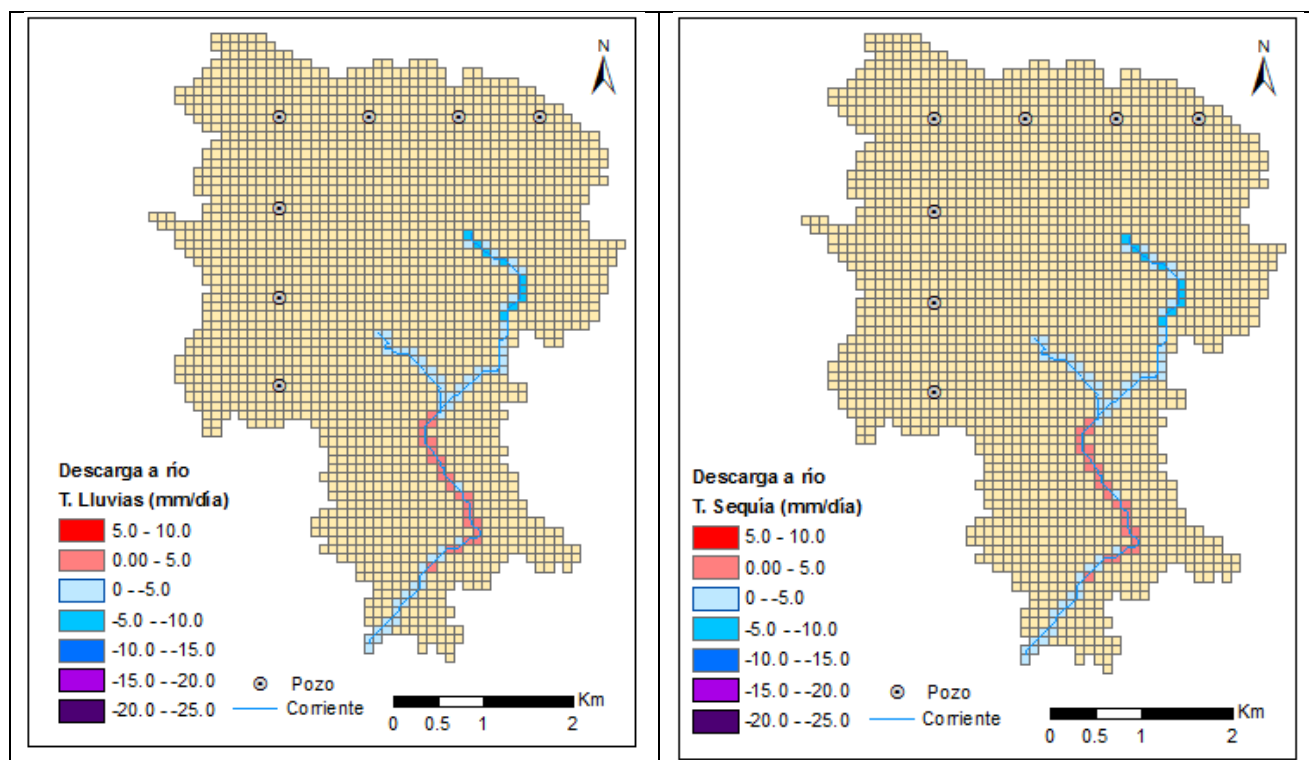 N
Descarga a río
T. Lluvias (mm/día)
5.0 - 10.0
0.00 - 5.0
0 - -5.0
-5.0 - -10.0
-10.0 - -15.0
-15.0 - -20.0
-20.0 - -25.0
Pozo
Corriente
Km
0 0.5 1 2
N
Descarga a río
T. Sequía (mm/día)
5.0 - 10.0
0.00 - 5.0
0 - -5.0
-5.0 - -10.0
-10.0 - -15.0
-15.0 - -20.0
-20.0 - -25.0
Pozo
Corriente
Km
0 0.5 1 2